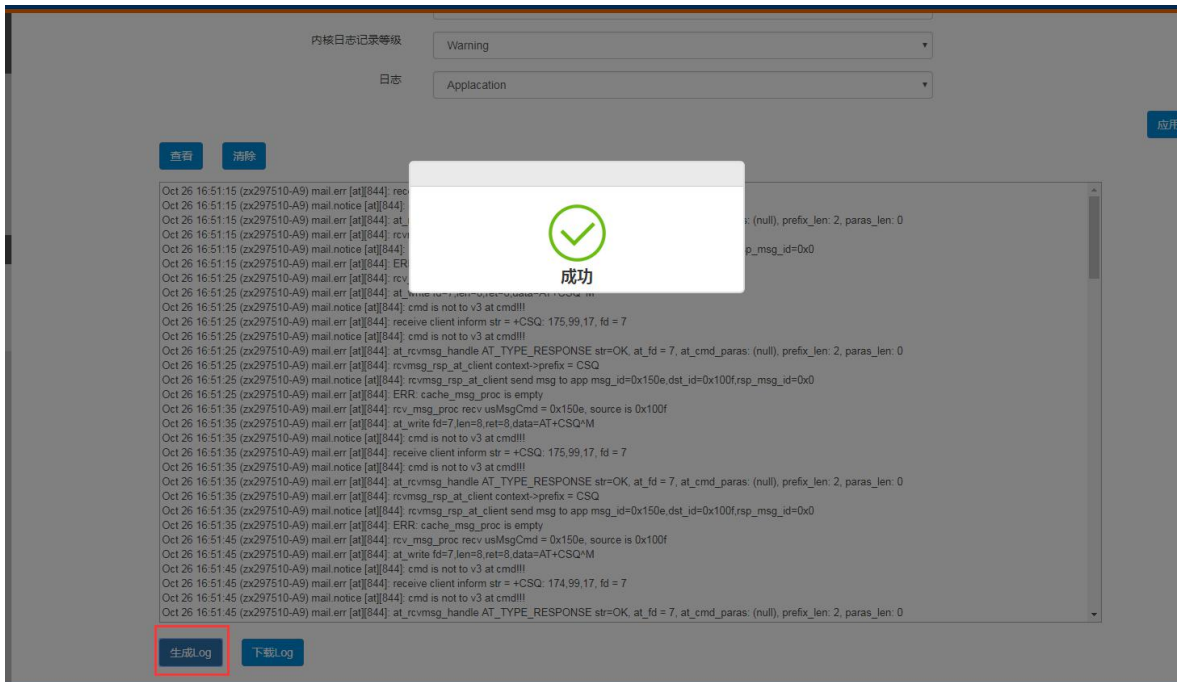 内核日志记录等级
Warning
日志
Applacation
应用
查看
清除
成功
Oct 26 16:51:15 (zx297510-A9) mail.err [at][844]: rec
Oct 26 16:51:15 (zx297510-A9) mail.notice [at][844]:
Oct 26 16:51:15 (zx297510-A9) mail.err [at][844]: at_ s: (null), prefix_len: 2, paras_len: 0
Oct 26 16:51:15 (zx297510-A9) mail.err [at][844]: rcv
Oct 26 16:51:15 (zx297510-A9) mail.notice [at][844]: sp_msg_id=0x0
Oct 26 16:51:15 (zx297510-A9) mail.err [at][844]: ER
Oct 26 16:51:25 (zx297510-A9) mail.err [at][844]: rcv_
Oct 26 16:51:25 (zx297510-A9) mail.err [at][844]: at_write fd=7,len=8,ret=8,data=AT+CSQ^M
Oct 26 16:51:25 (zx297510-A9) mail.notice [at][844]: cmd is not to v3 at cmd!!!
Oct 26 16:51:25 (zx297510-A9) mail.err [at][844]: receive client inform str = +CSQ: 175,99,17, fd = 7
Oct 26 16:51:25 (zx297510-A9) mail.notice [at][844]: cmd is not to v3 at cmd!!!
Oct 26 16:51:25 (zx297510-A9) mail.err [at][844]: at_rcvmsg_handle AT_TYPE_RESPONSE str=OK, at_fd = 7, at_cmd_paras: (null), prefix_len: 2, paras_len: 0
Oct 26 16:51:25 (zx297510-A9) mail.err [at][844]: rcvmsg_rsp_at_client context->prefix = CSQ
Oct 26 16:51:25 (zx297510-A9) mail.notice [at][844]: rcvmsg_rsp_at_client send msg to app msg_id=0x150e,dst_id=0x100f,rsp_msg_id=0x0
Oct 26 16:51:25 (zx297510-A9) mail.err [at][844]: ERR: cache_msg_proc is empty
Oct 26 16:51:35 (zx297510-A9) mail.err [at][844]: rcv_msg_proc recv usMsgCmd = 0x150e, source is 0x100f
Oct 26 16:51:35 (zx297510-A9) mail.err [at][844]: at_write fd=7,len=8,ret=8,data=AT+CSQ^M
Oct 26 16:51:35 (zx297510-A9) mail.notice [at][844]: cmd is not to v3 at cmd!!!
Oct 26 16:51:35 (zx297510-A9) mail.err [at][844]: receive client inform str = +CSQ: 175,99,17, fd = 7
Oct 26 16:51:35 (zx297510-A9) mail.notice [at][844]: cmd is not to v3 at cmd!!!
Oct 26 16:51:35 (zx297510-A9) mail.err [at][844]: at_rcvmsg_handle AT_TYPE_RESPONSE str=OK, at_fd = 7, at_cmd_paras: (null), prefix_len: 2, paras_len: 0
Oct 26 16:51:35 (zx297510-A9) mail.err [at][844]: rcvmsg_rsp_at_client context->prefix = CSQ
Oct 26 16:51:35 (zx297510-A9) mail.notice [at][844]: rcvmsg_rsp_at_client send msg to app msg_id=0x150e,dst_id=0x100f,rsp_msg_id=0x0
Oct 26 16:51:35 (zx297510-A9) mail.err [at][844]: ERR: cache_msg_proc is empty
Oct 26 16:51:45 (zx297510-A9) mail.err [at][844]: rcv_msg_proc recv usMsgCmd = 0x150e, source is 0x100f
Oct 26 16:51:45 (zx297510-A9) mail.err [at][844]: at_write fd=7,len=8,ret=8,data=AT+CSQ^M
Oct 26 16:51:45 (zx297510-A9) mail.notice [at][844]: cmd is not to v3 at cmd!!!
Oct 26 16:51:45 (zx297510-A9) mail.err [at][844]: receive client inform str = +CSQ: 174,99,17, fd = 7
Oct 26 16:51:45 (zx297510-A9) mail.notice [at][844]: cmd is not to v3 at cmd!!!
Oct 26 16:51:45 (zx297510-A9) mail.err [at][844]: at_rcvmsg_handle AT_TYPE_RESPONSE str=OK, at_fd = 7, at_cmd_paras: (null), prefix_len: 2, paras_len: 0
生成Log
下载Log